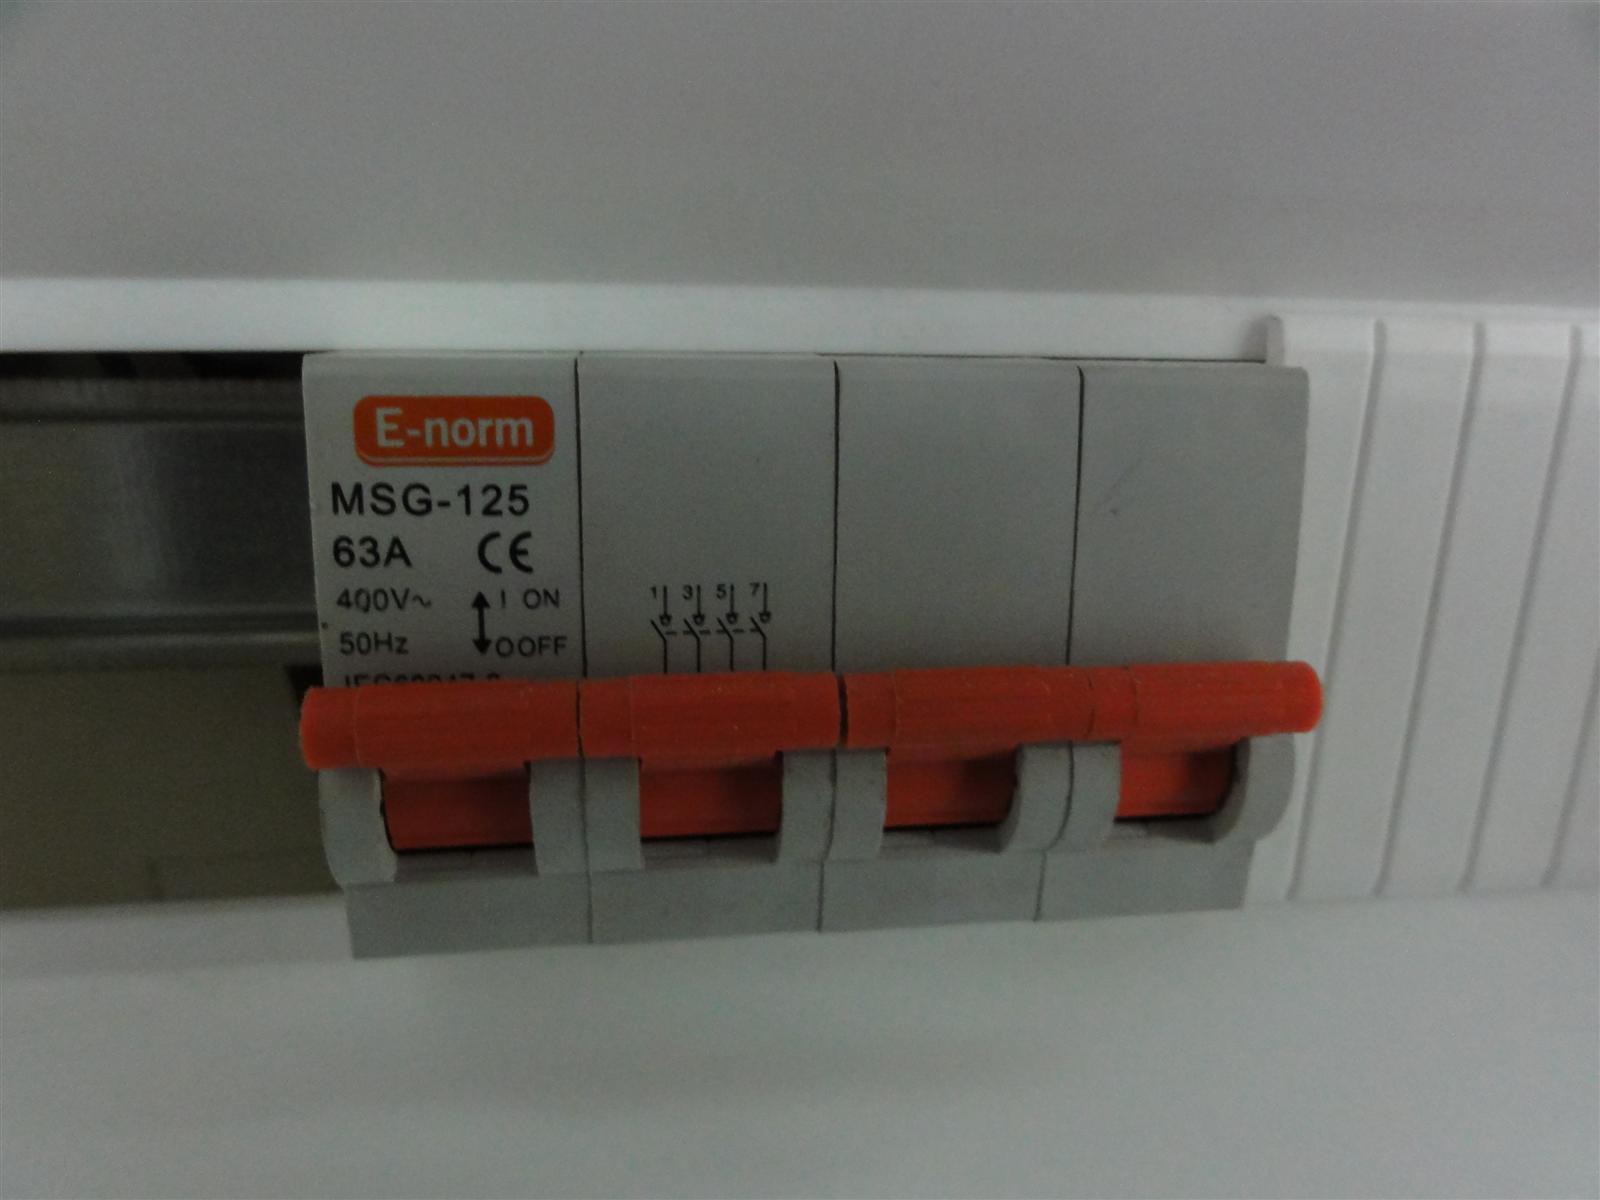 E-norm
MSG-125
63A CE
400V~ I ON
50Hz O OFF
1 3 5 7